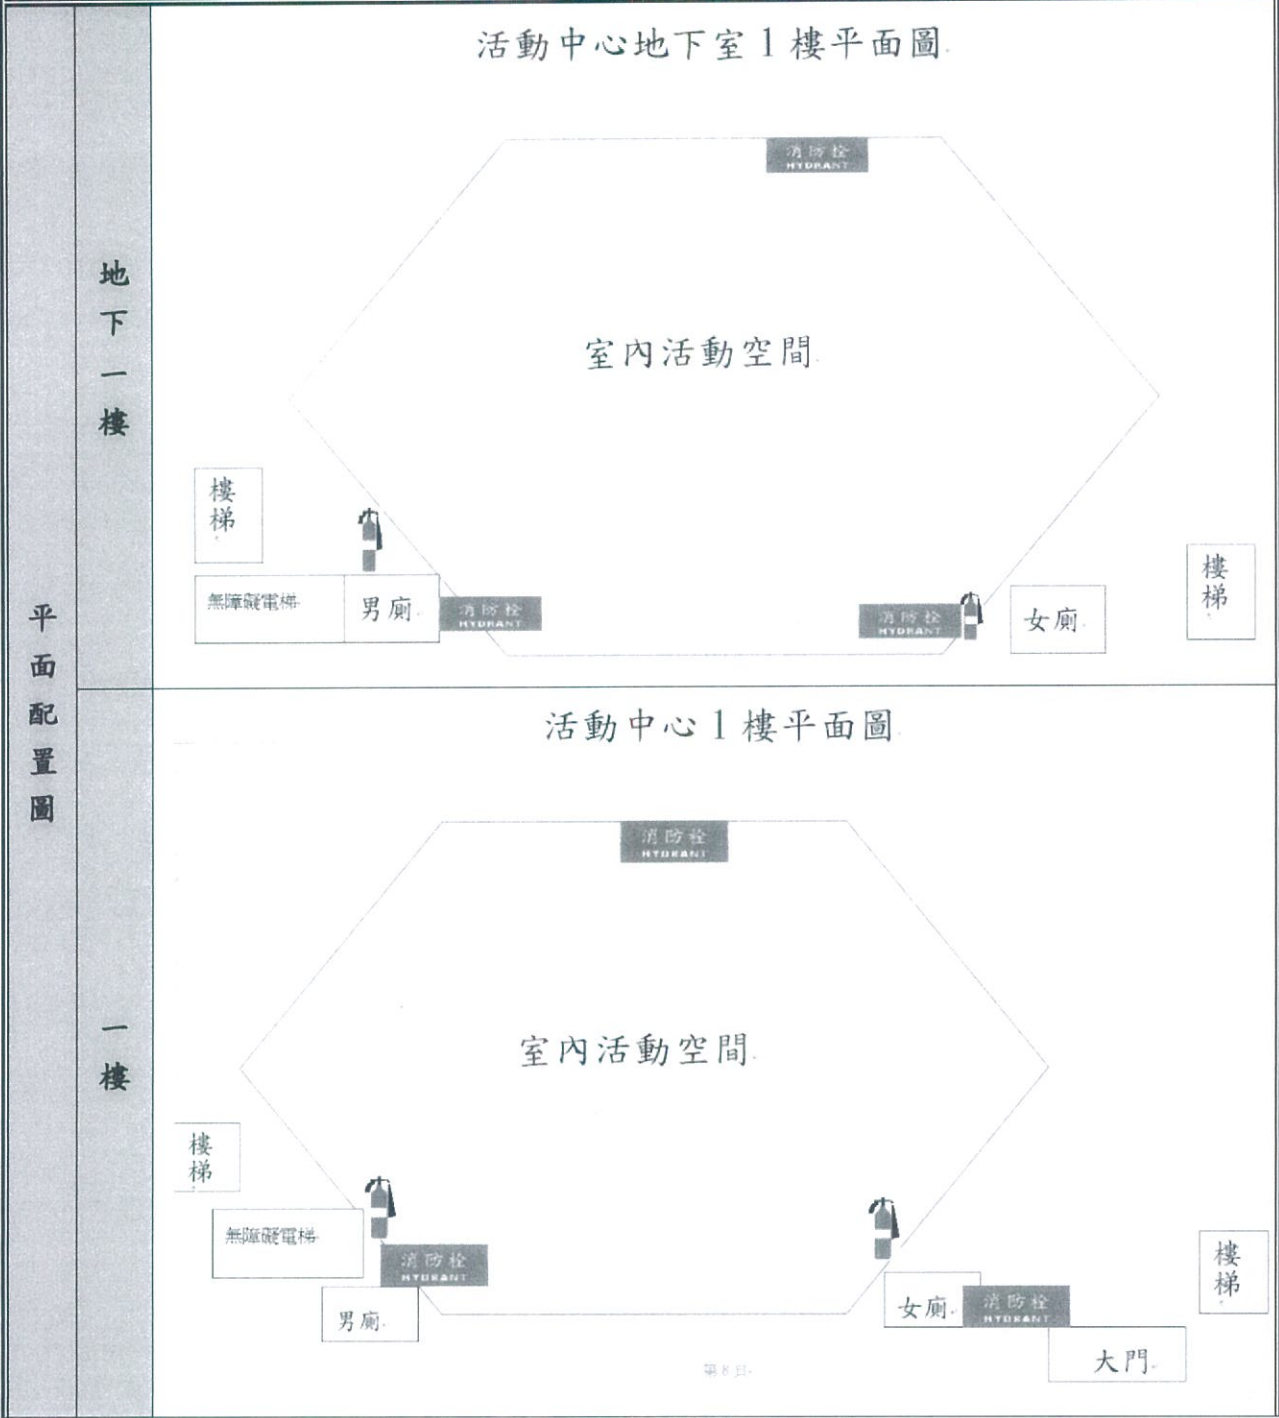 平面配置圖
地下一樓
活動中心地下室1樓平面圖
消防栓
HYDRANT
室內活動空間
樓梯
無障礙電梯
男廁
消防栓
HYDRANT
消防栓
HYDRANT
女廁
樓梯
一樓
活動中心1樓平面圖
消防栓
HYDRANT
室內活動空間
樓梯
無障礙電梯
消防栓
HYDRANT
男廁
女廁
消防栓
HYDRANT
樓梯
大門
第8頁